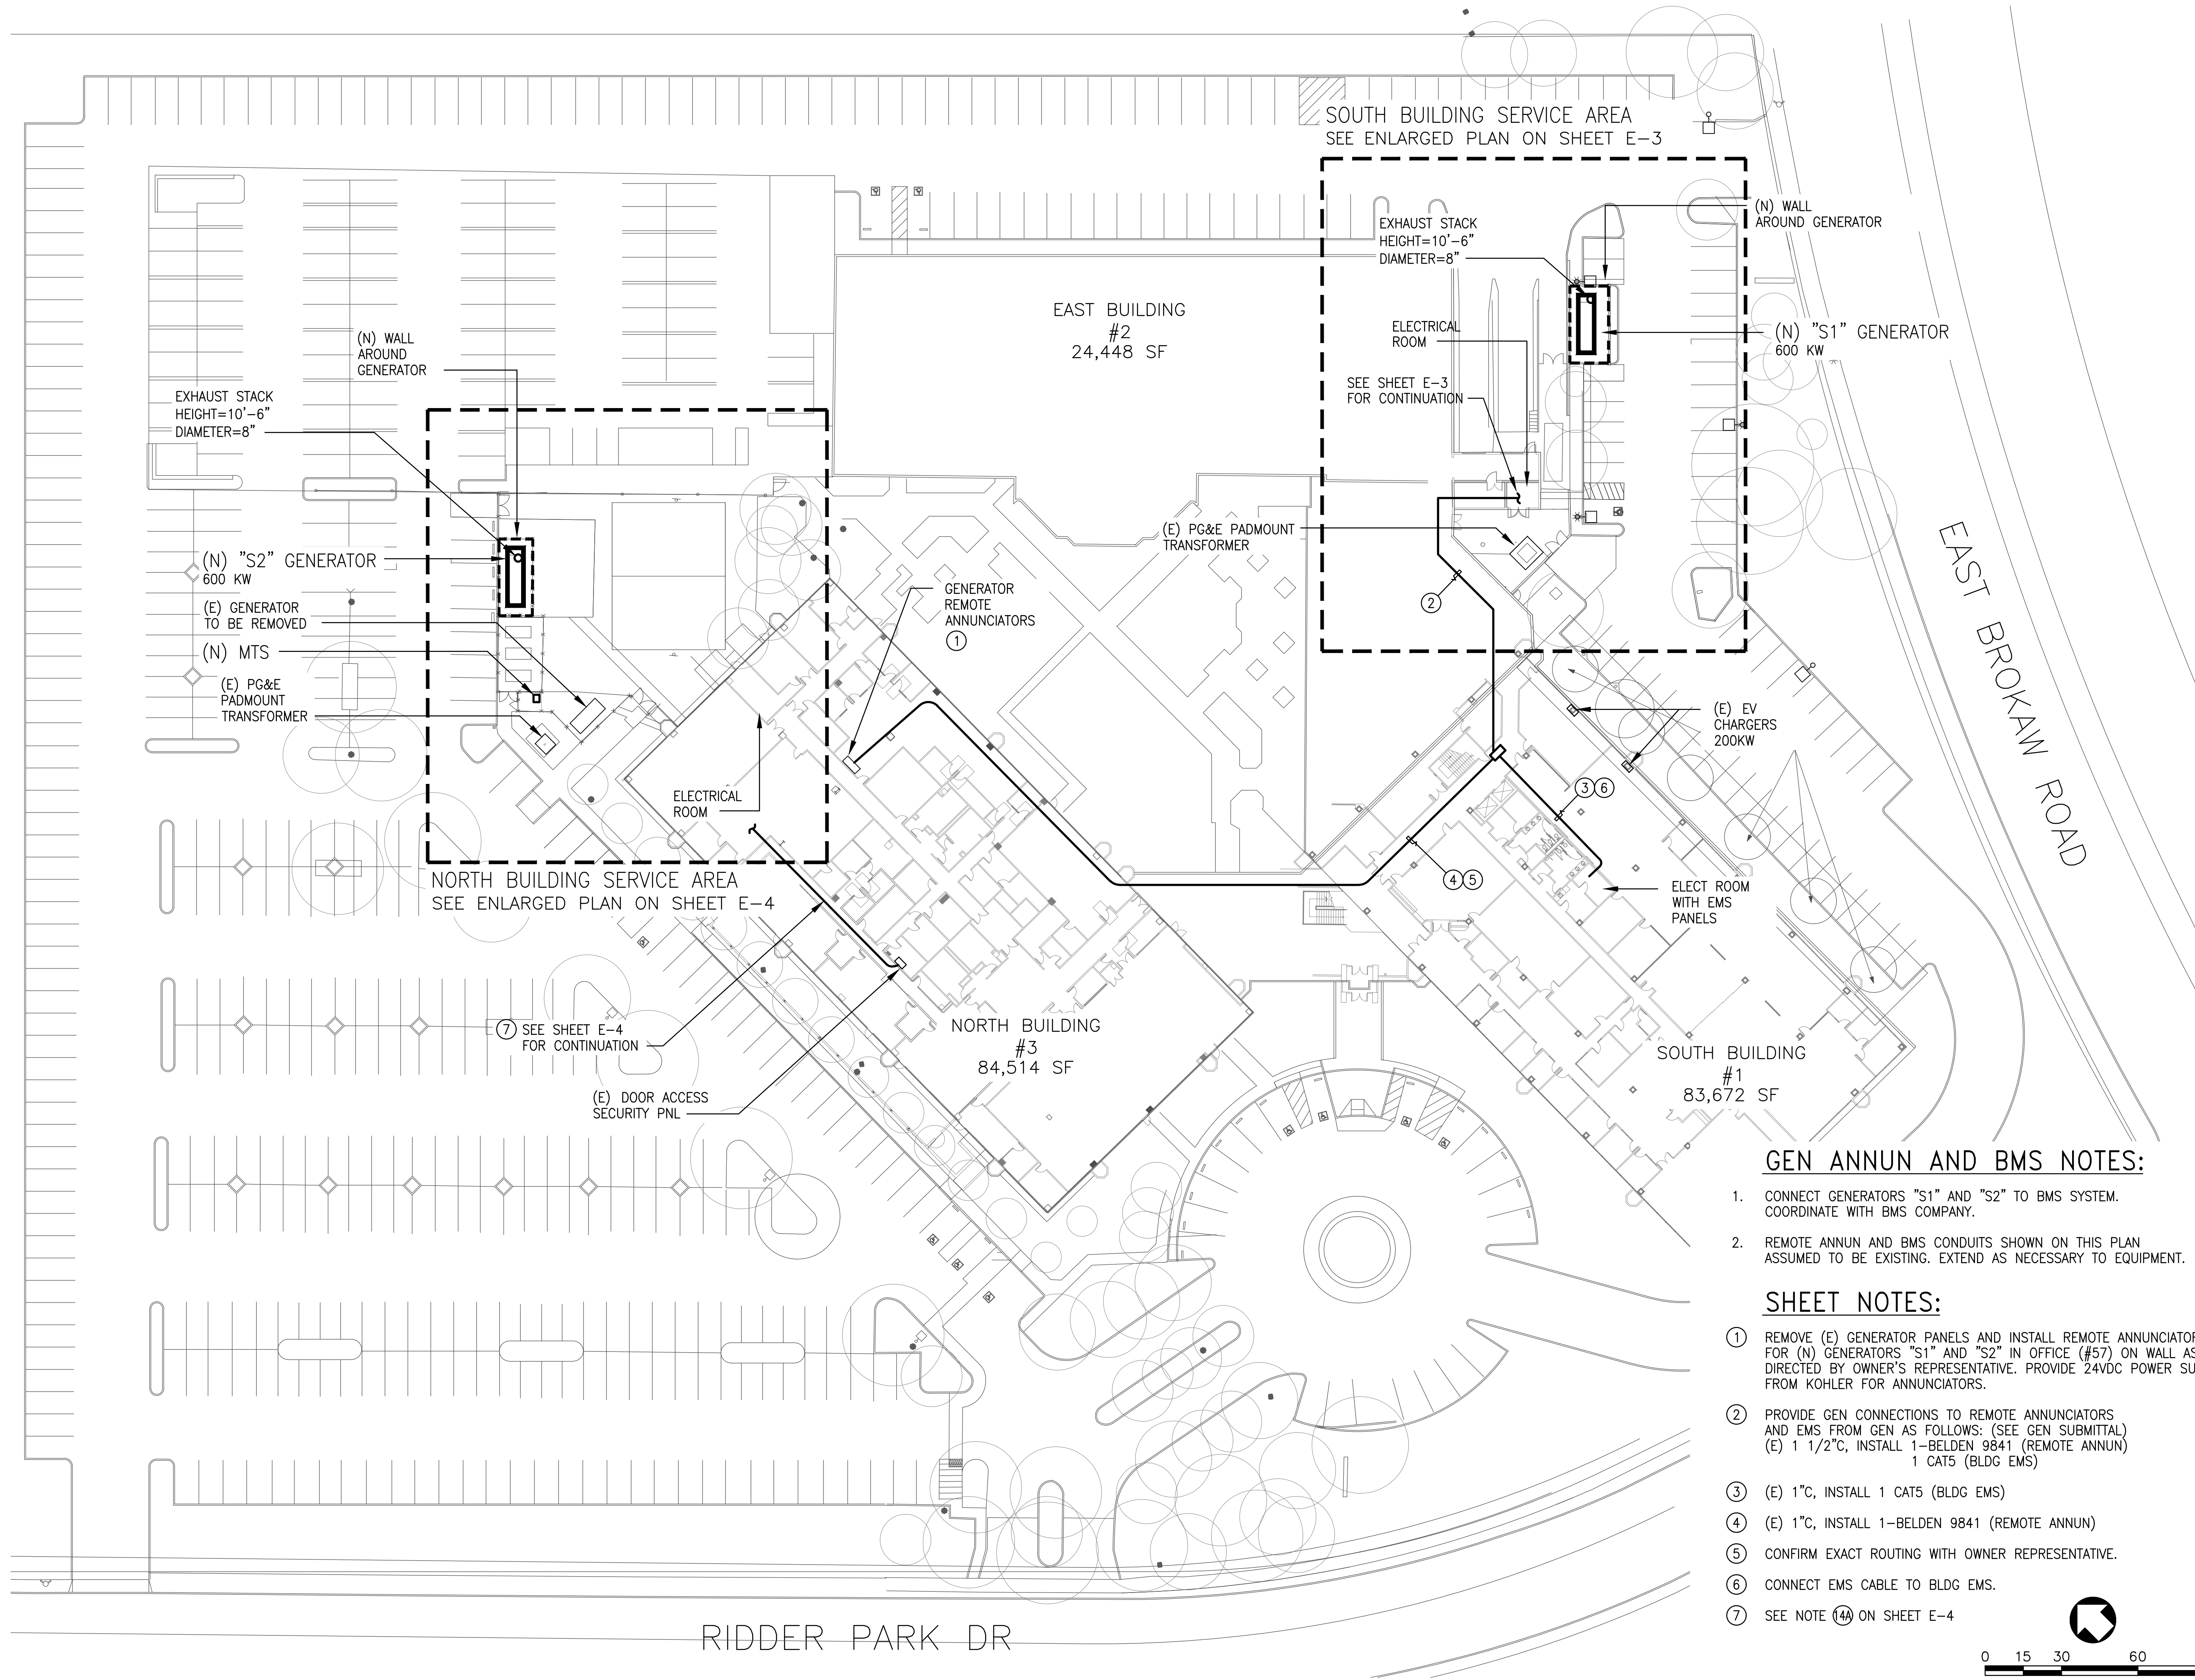 SOUTH BUILDING SERVICE AREA
SEE ENLARGED PLAN ON SHEET E-3
EXHAUST STACK
HEIGHT=10'-6"
DIAMETER=8"
(N) WALL
AROUND GENERATOR
EAST BUILDING
#2
24,448 SF
ELECTRICAL
ROOM
(N) "S1" GENERATOR
600 KW
SEE SHEET E-3
FOR CONTINUATION
(N) WALL
AROUND
GENERATOR
EXHAUST STACK
HEIGHT=10'-6"
DIAMETER=8"
(E) PG&E PADMOUNT
TRANSFORMER
EAST BROKAW ROAD
(N) "S2" GENERATOR
600 KW
(E) GENERATOR
TO BE REMOVED
(N) MTS
(E) PG&E
PADMOUNT
TRANSFORMER
GENERATOR
REMOTE
ANNUNCIATORS
1
2
(E) EV
CHARGERS
200KW
3 6
4 5
ELECTRICAL
ROOM
ELECT ROOM
WITH EMS
PANELS
NORTH BUILDING SERVICE AREA
SEE ENLARGED PLAN ON SHEET E-4
7 SEE SHEET E-4
FOR CONTINUATION
NORTH BUILDING
#3
84,514 SF
(E) DOOR ACCESS
SECURITY PNL
SOUTH BUILDING
#1
83,672 SF
GEN ANNUN AND BMS NOTES:
1. CONNECT GENERATORS "S1" AND "S2" TO BMS SYSTEM.
COORDINATE WITH BMS COMPANY.
2. REMOTE ANNUN AND BMS CONDUITS SHOWN ON THIS PLAN
ASSUMED TO BE EXISTING. EXTEND AS NECESSARY TO EQUIPMENT.
SHEET NOTES:
1 REMOVE (E) GENERATOR PANELS AND INSTALL REMOTE
FOR (N) GENERATORS "S1" AND "S2" IN OFFICE (#57) ON WALL AS
DIRECTED BY OWNER'S REPRESENTATIVE. PROVIDE 24VDC POWER
FROM KOHLER FOR ANNUNCIATORS.
2 PROVIDE GEN CONNECTIONS TO REMOTE ANNUNCIATORS
AND EMS FROM GEN AS FOLLOWS: (SEE GEN SUBMITTAL)
(E) 1 1/2"C, INSTALL 1-BELDEN 9841 (REMOTE ANNUN)
1 CAT5 (BLDG EMS)
3 (E) 1"C, INSTALL 1 CAT5 (BLDG EMS)
4 (E) 1"C, INSTALL 1-BELDEN 9841 (REMOTE ANNUN)
5 CONFIRM EXACT ROUTING WITH OWNER REPRESENTATIVE.
6 CONNECT EMS CABLE TO BLDG EMS.
7 SEE NOTE 14A ON SHEET E-4
RIDDER PARK DR
0 15 30 60